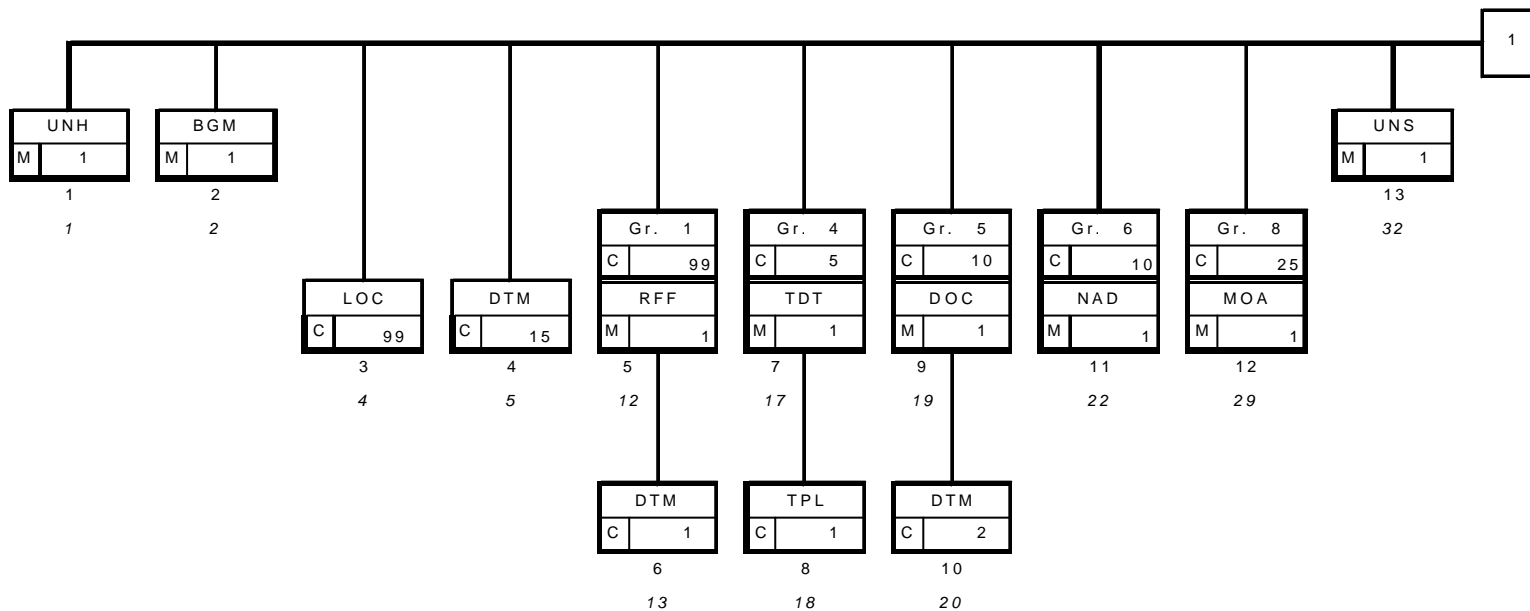 1
UNH
M 1
1
1
BGM
M 1
2
2
LOC
C 99
3
4
DTM
C 15
4
5
Gr. 1
C 99
RFF
M 1
5
12
DTM
C 1
6
13
Gr. 4
C 5
TDT
M 1
7
17
TPL
C 1
8
18
Gr. 5
C 10
DOC
M 1
9
19
DTM
C 2
10
20
Gr. 6
C 10
NAD
M 1
11
22
Gr. 8
C 25
MOA
M 1
12
29
UNS
M 1
13
32